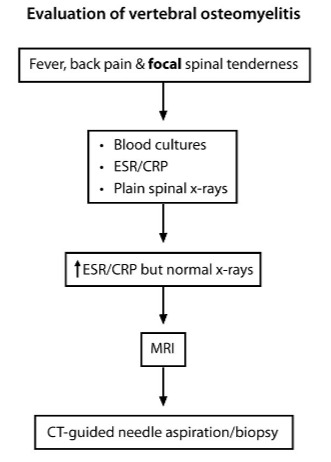 Evaluation of vertebral osteomyelitis
Fever, back pain & focal spinal tenderness
• Blood cultures
• ESR/CRP
• Plain spinal x-rays
↑ESR/CRP but normal x-rays
MRI
CT-guided needle aspiration/biopsy